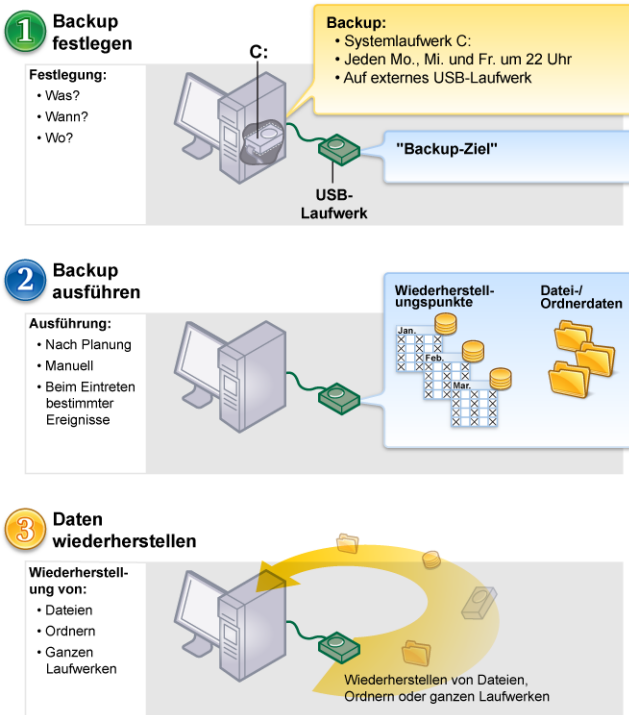 1
Backup
festlegen
Festlegung:
• Was?
• Wann?
• Wo?
C:
Backup:
• Systemlaufwerk C:
• Jeden Mo., Mi. und Fr. um 22 Uhr
• Auf externes USB-Laufwerk
"Backup-Ziel"
USB-
Laufwerk
2
Backup
ausführen
Ausführung:
• Nach Planung
• Manuell
• Beim Eintreten
bestimmter
Ereignisse
Wiederherstell-
ungspunkte
Jan.
Feb.
Mar.
Datei-/
Ordnerdaten
3
Daten
wiederherstellen
Wiederherstell-
ung von:
• Dateien
• Ordnern
• Ganzen
Laufwerken
Wiederherstellen von Dateien,
Ordnern oder ganzen Laufwerken